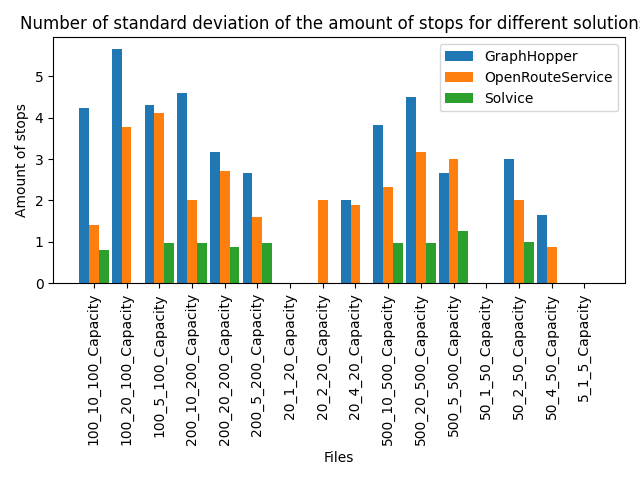 Number of standard deviation of the amount of stops for different solution
GraphHopper
OpenRouteService
Solvice
Amount of stops
5
4
3
2
1
0
100_10_100_Capacity
100_20_100_Capacity
100_5_100_Capacity
200_10_200_Capacity
200_20_200_Capacity
200_5_200_Capacity
20_1_20_Capacity
20_2_20_Capacity
20_4_20_Capacity
500_10_500_Capacity
500_20_500_Capacity
500_5_500_Capacity
50_1_50_Capacity
50_2_50_Capacity
50_4_50_Capacity
5_1_5_Capacity
Files